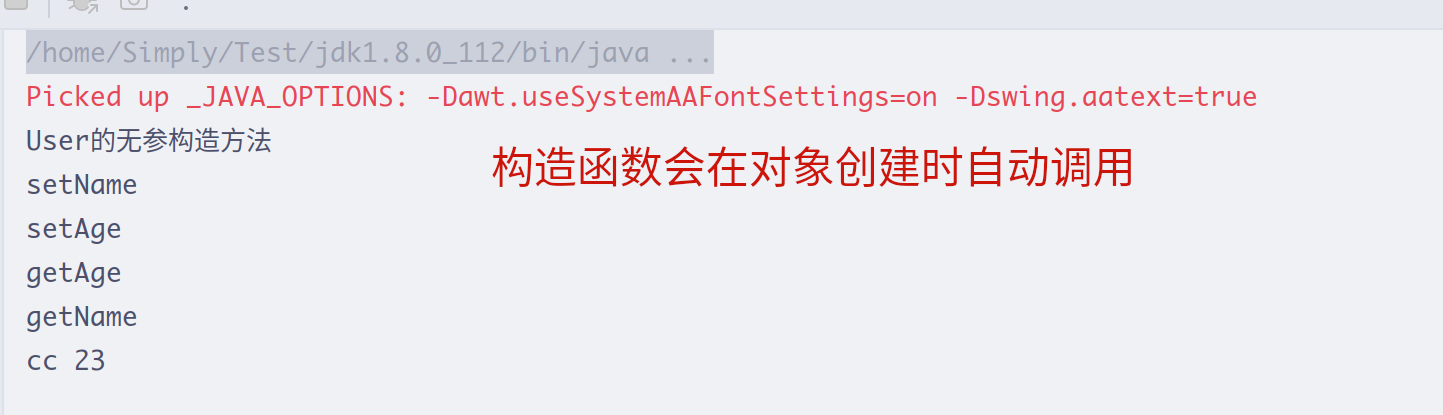 /home/Simply/Test/jdk1.8.0_112/bin/java ...
Picked up _JAVA_OPTIONS: -Dawt.useSystemAAFontSettings=on -Dswing.aatext=true
User的无参构造方法
构造函数会在对象创建时自动调用
setName
setAge
getAge
getName
cc 23